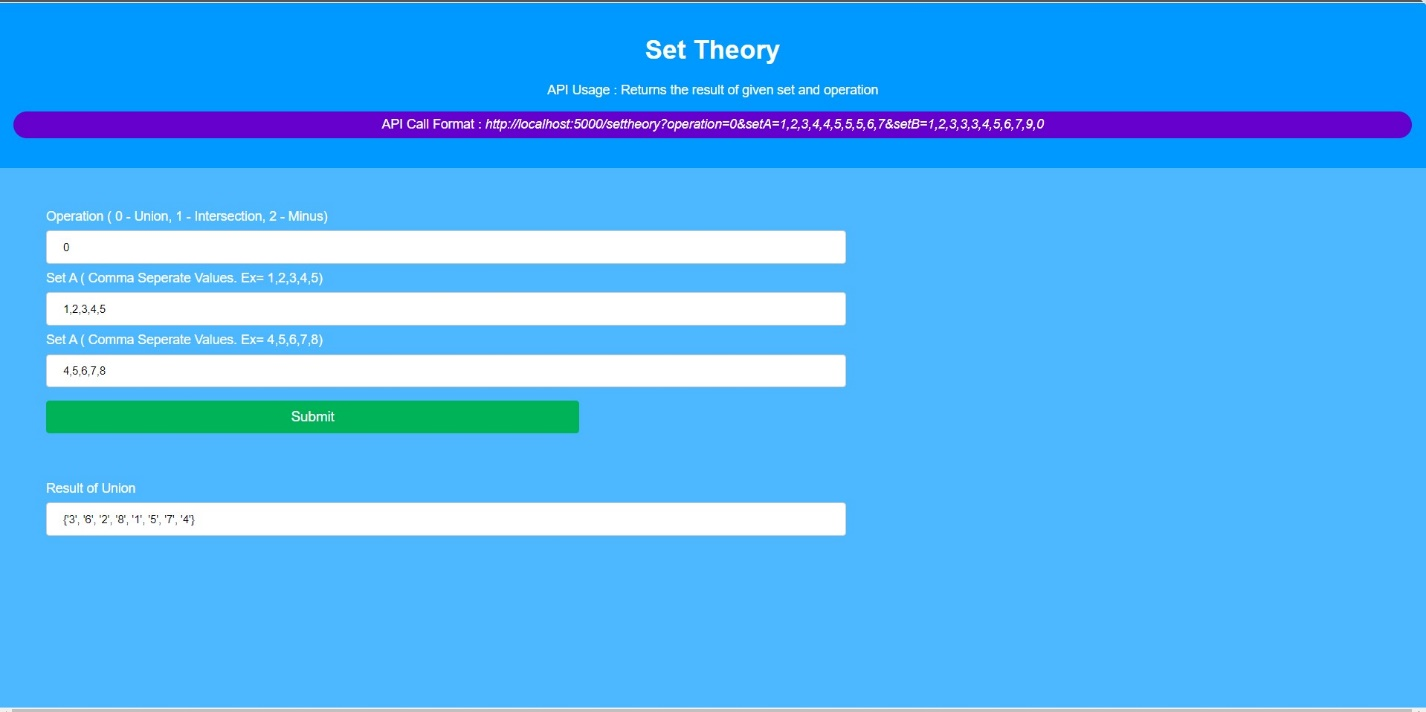 Set Theory
API Usage : Returns the result of given set and operation
API Call Format : http://localhost:5000/settheory?operation=0&setA=1,2,3,4,4,5,5,5,6,7&setB=1,2,3,3,3,4,5,6,7,9,0
Operation ( 0 - Union, 1 - Intersection, 2 - Minus)
0
Set A ( Comma Seperate Values. Ex= 1,2,3,4,5)
1,2,3,4,5
Set A ( Comma Seperate Values. Ex= 4,5,6,7,8)
4,5,6,7,8
Submit
Result of Union
{'3', '6', '2', '8', '1', '5', '7', '4'}